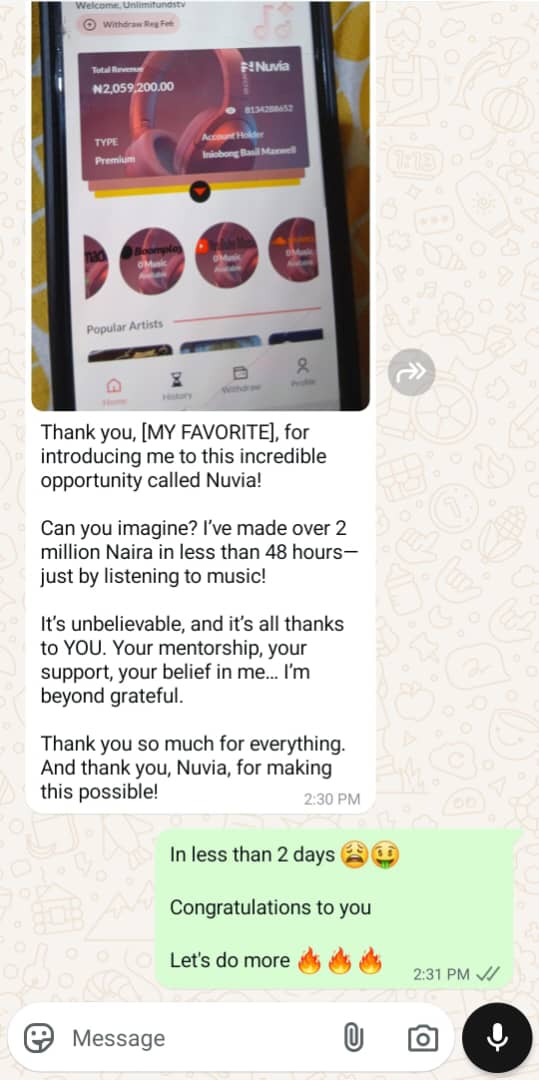 Welcome, Unlimifundstv
Withdraw Reg Fee
Total Revenue
Nuvia
₦2,059,200.00
8134288652
TYPE
Account Holder
Premium
Iniobong Basil Maxwell
Boomplay
YouTube Music
0 Music
0 Music
0 Music
Available
Available
Available
Popular Artists
Home
History
Withdraw
Profile
Thank you, [MY FAVORITE], for
introducing me to this incredible
opportunity called Nuvia!
Can you imagine? I've made over 2
million Naira in less than 48 hours—
just by listening to music!
It's unbelievable, and it's all thanks
to YOU. Your mentorship, your
support, your belief in me... I'm
beyond grateful.
Thank you so much for everything.
And thank you, Nuvia, for making
this possible!
2:30 PM
In less than 2 days 😩🤑
Congratulations to you
Let's do more 🔥🔥🔥
2:31 PM
Message